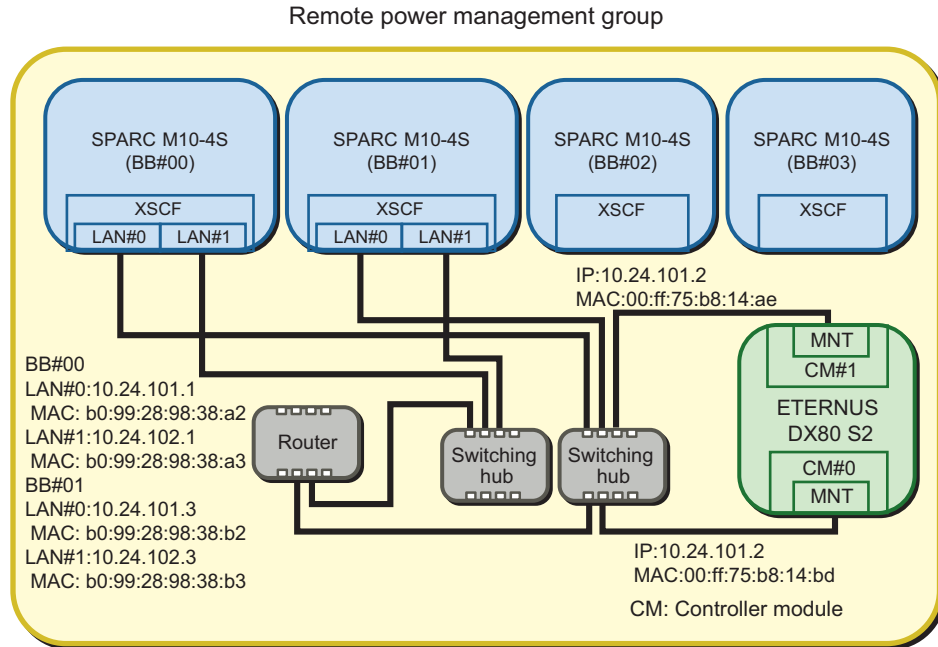 Remote power management group
SPARC M10-4S
(BB#00)
XSCF
LAN#0
LAN#1
SPARC M10-4S
(BB#01)
XSCF
LAN#0
LAN#1
SPARC M10-4S
(BB#02)
XSCF
SPARC M10-4S
(BB#03)
XSCF
IP:10.24.101.2
MAC:00:ff:75:b8:14:ae
BB#00
LAN#0:10.24.101.1
MAC: b0:99:28:98:38:a2
LAN#1:10.24.102.1
MAC: b0:99:28:98:38:a3
BB#01
LAN#0:10.24.101.3
MAC: b0:99:28:98:38:b2
LAN#1:10.24.102.3
MAC: b0:99:28:98:38:b3
Router
Switching
hub
Switching
hub
MNT
CM#1
ETERNUS
DX80 S2
CM#0
MNT
IP:10.24.101.2
MAC:00:ff:75:b8:14:bd
CM: Controller module